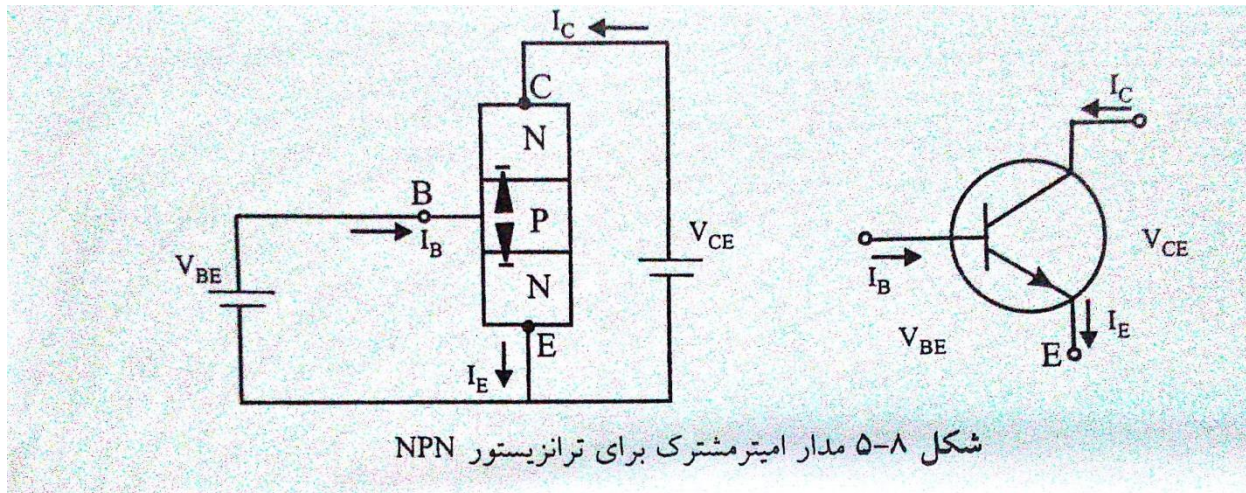 I_C
C
N
B
P
I_B
V_BE
V_CE
N
E
I_E
I_C
V_CE
I_B
I_E
V_BE
E
شکل ۸-۵ مدار امیترمشترک برای ترانزیستور NPN